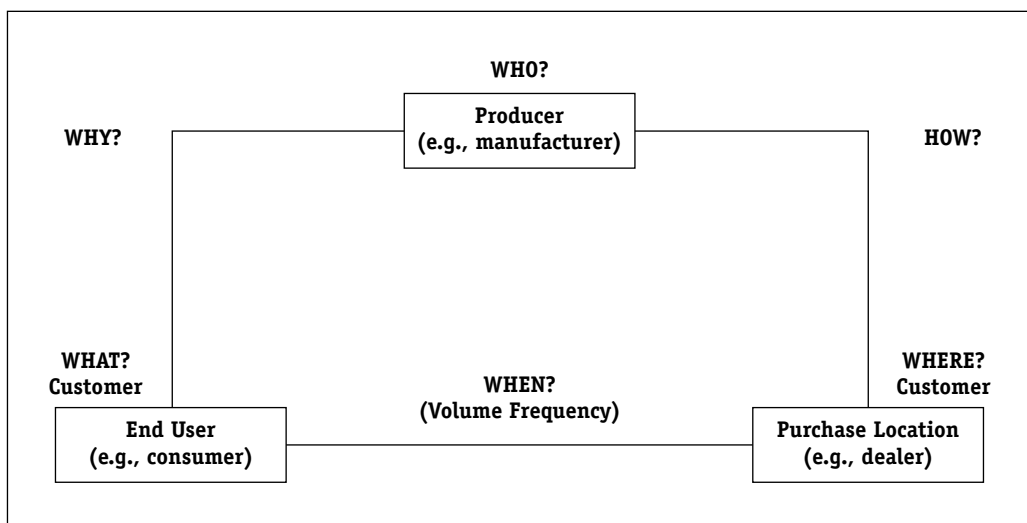 WHO?
Producer
(e.g., manufacturer)
WHY?
HOW?
WHAT?
Customer
WHEN?
(Volume Frequency)
WHERE?
Customer
End User
(e.g., consumer)
Purchase Location
(e.g., dealer)